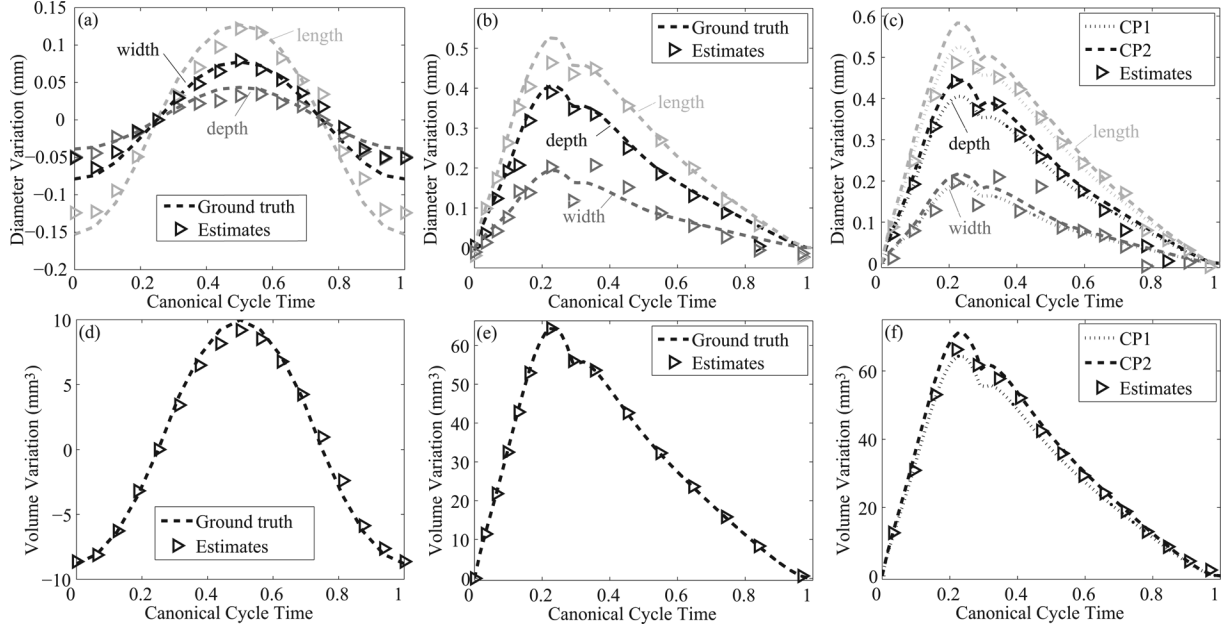 (a)
Diameter Variation (mm)
0.15
0.1
0.05
0
−0.05
−0.1
−0.15
−0.2
width
length
depth
Ground truth
Estimates
0 0.2 0.4 0.6 0.8 1
Canonical Cycle Time
(b)
Diameter Variation (mm)
0.5
0.4
0.3
0.2
0.1
0
Ground truth
Estimates
length
depth
width
0 0.2 0.4 0.6 0.8 1
Canonical Cycle Time
(c)
Diameter Variation (mm)
0.6
0.5
0.4
0.3
0.2
0.1
0
CP1
CP2
Estimates
length
depth
width
0 0.2 0.4 0.6 0.8 1
Canonical Cycle Time
(d)
Volume Variation (mm³)
10
5
0
−5
−10
Ground truth
Estimates
0 0.2 0.4 0.6 0.8 1
Canonical Cycle Time
(e)
Volume Variation (mm³)
60
50
40
30
20
10
0
Ground truth
Estimates
0 0.2 0.4 0.6 0.8 1
Canonical Cycle Time
(f)
Volume Variation (mm³)
60
40
20
0
CP1
CP2
Estimates
0 0.2 0.4 0.6 0.8 1
Canonical Cycle Time